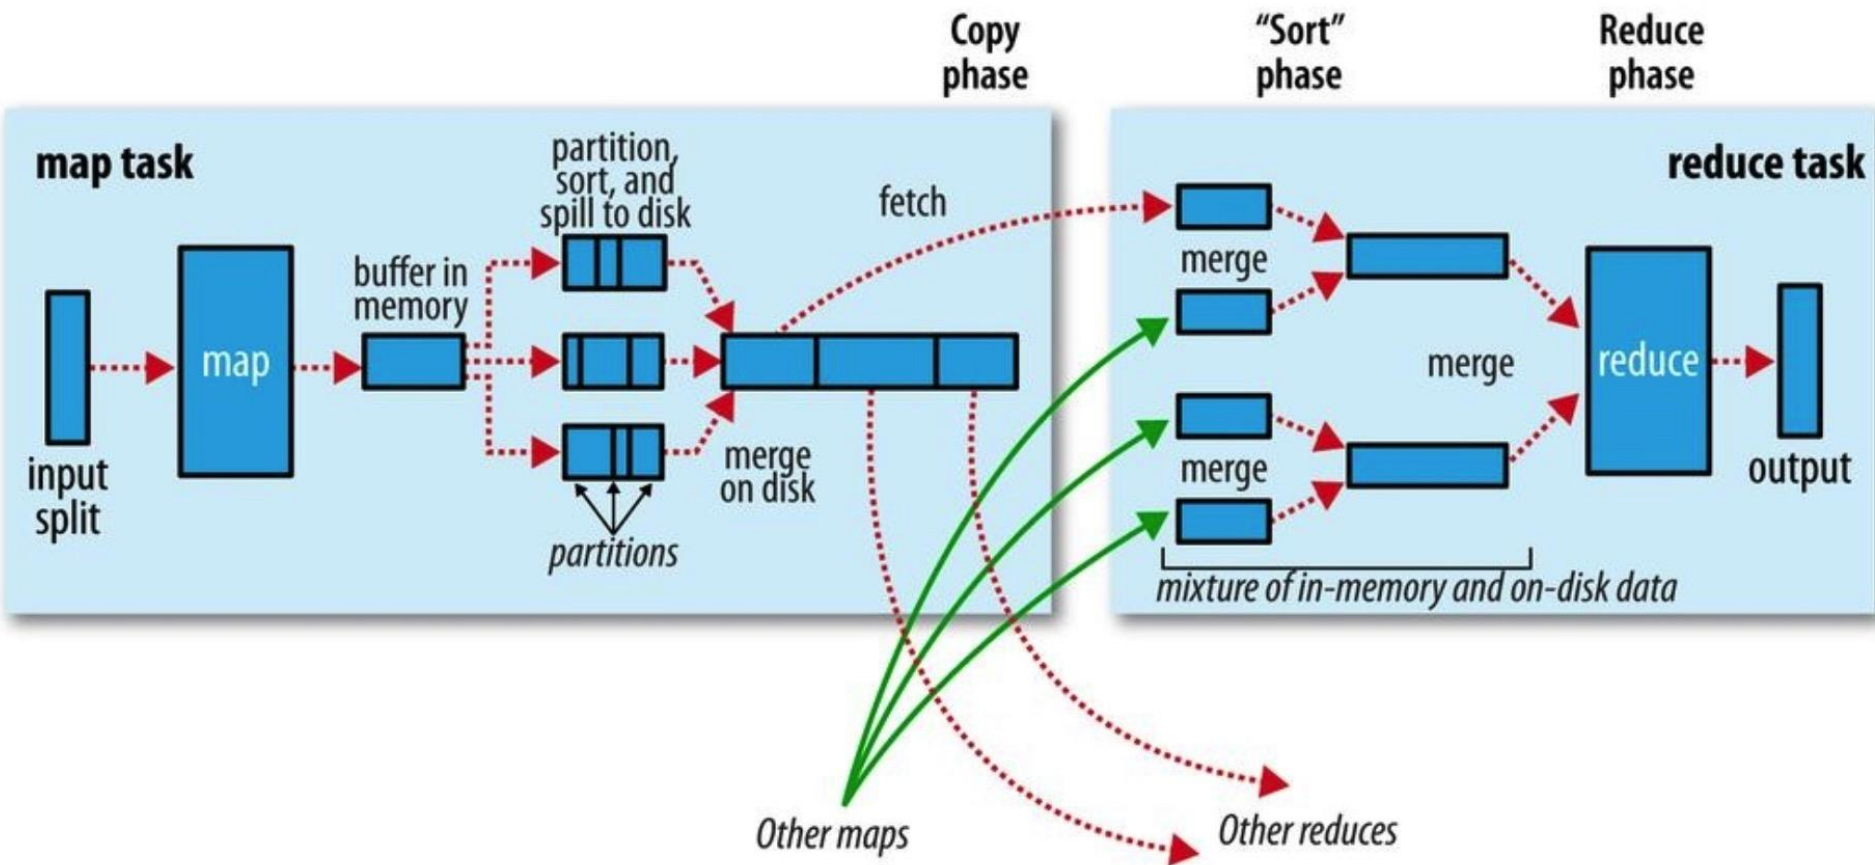 Copy
phase
“Sort”
phase
Reduce
phase
map task
partition,
sort, and
spill to disk
fetch
buffer in
memory
map
input
split
merge
on disk
partitions
reduce task
merge
merge
merge
reduce
output
mixture of in-memory and on-disk data
Other maps
Other reduces